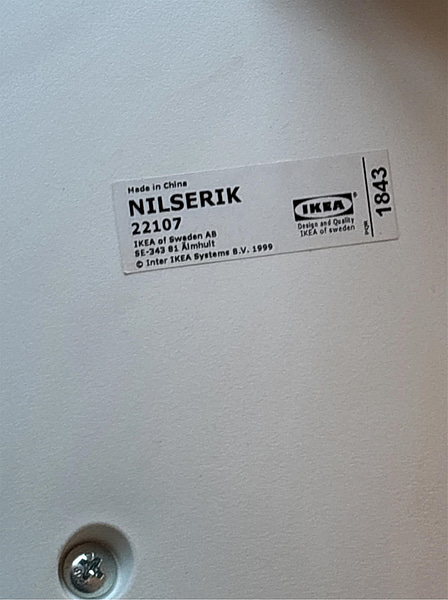 Made in China
NILSERIK
22107
IKEA of Sweden AB
SE-343 81 Älmhult
© Inter IKEA Systems B.V. 1999
IKEA®
Design and Quality
IKEA of Sweden
1843